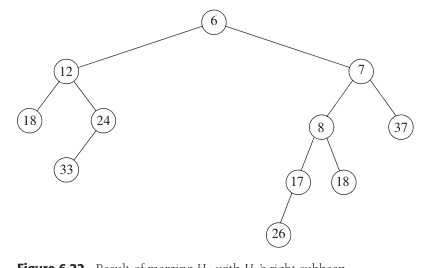 6
12 7
18 24 8 37
33 17 18
26
Figure 6.22 Result of merging H₂ with H₁'s right subheap